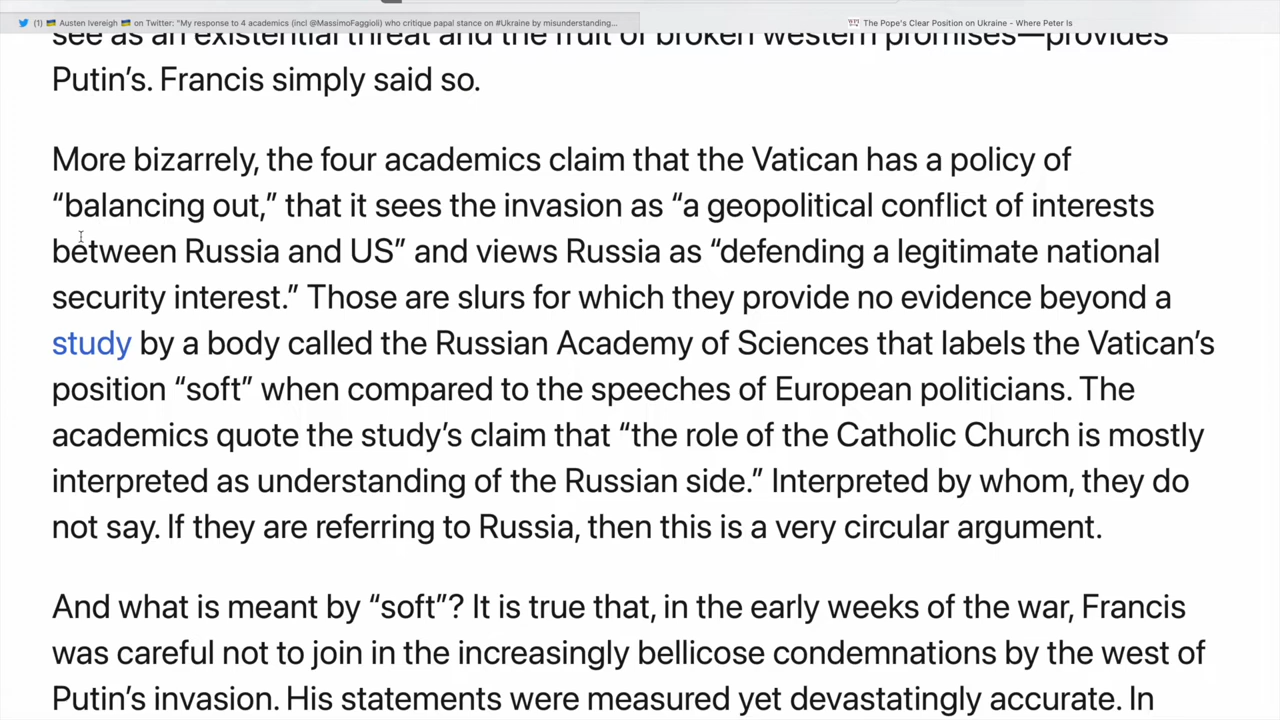 (1) 🇺🇦 Austen Ivereigh 🇺🇦 on Twitter: "My response to 4 academics (incl @MassimoFaggioli) who critique papal stance on #Ukraine by misunderstanding...
The Pope's Clear Position on Ukraine - Where Peter Is
see as an existential threat and the fruit of broken western promises—provides
Putin’s. Francis simply said so.
More bizarrely, the four academics claim that the Vatican has a policy of
“balancing out,” that it sees the invasion as “a geopolitical conflict of interests
between Russia and US” and views Russia as “defending a legitimate national
security interest.” Those are slurs for which they provide no evidence beyond a
study by a body called the Russian Academy of Sciences that labels the Vatican’s
position “soft” when compared to the speeches of European politicians. The
academics quote the study’s claim that “the role of the Catholic Church is mostly
interpreted as understanding of the Russian side.” Interpreted by whom, they do
not say. If they are referring to Russia, then this is a very circular argument.
And what is meant by “soft”? It is true that, in the early weeks of the war, Francis
was careful not to join in the increasingly bellicose condemnations by the west of
Putin’s invasion. His statements were measured yet devastatingly accurate. In